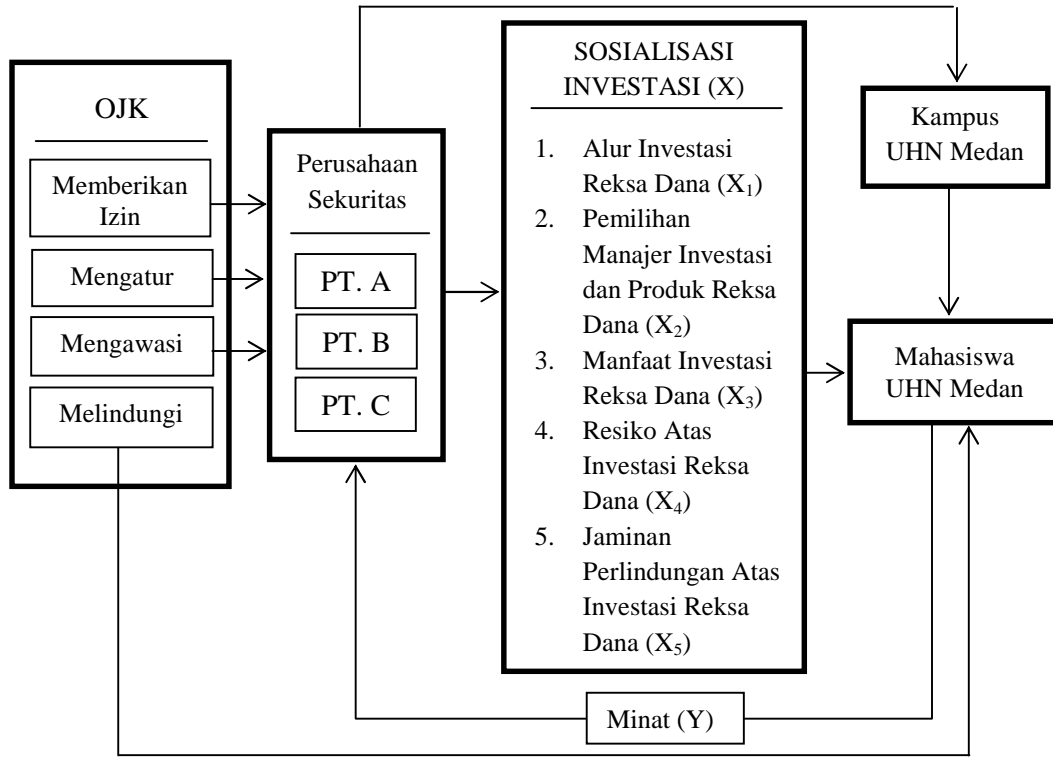 OJK
Memberikan
Izin
Mengatur
Mengawasi
Melindungi
Perusahaan
Sekuritas
PT. A
PT. B
PT. C
SOSIALISASI
INVESTASI (X)
1. Alur Investasi
Reksa Dana (X₁)
2. Pemilihan
Manajer Investasi
dan Produk Reksa
Dana (X₂)
3. Manfaat Investasi
Reksa Dana (X₃)
4. Resiko Atas
Investasi Reksa
Dana (X₄)
5. Jaminan
Perlindungan Atas
Investasi Reksa
Dana (X₅)
Kampus
UHN Medan
Mahasiswa
UHN Medan
Minat (Y)